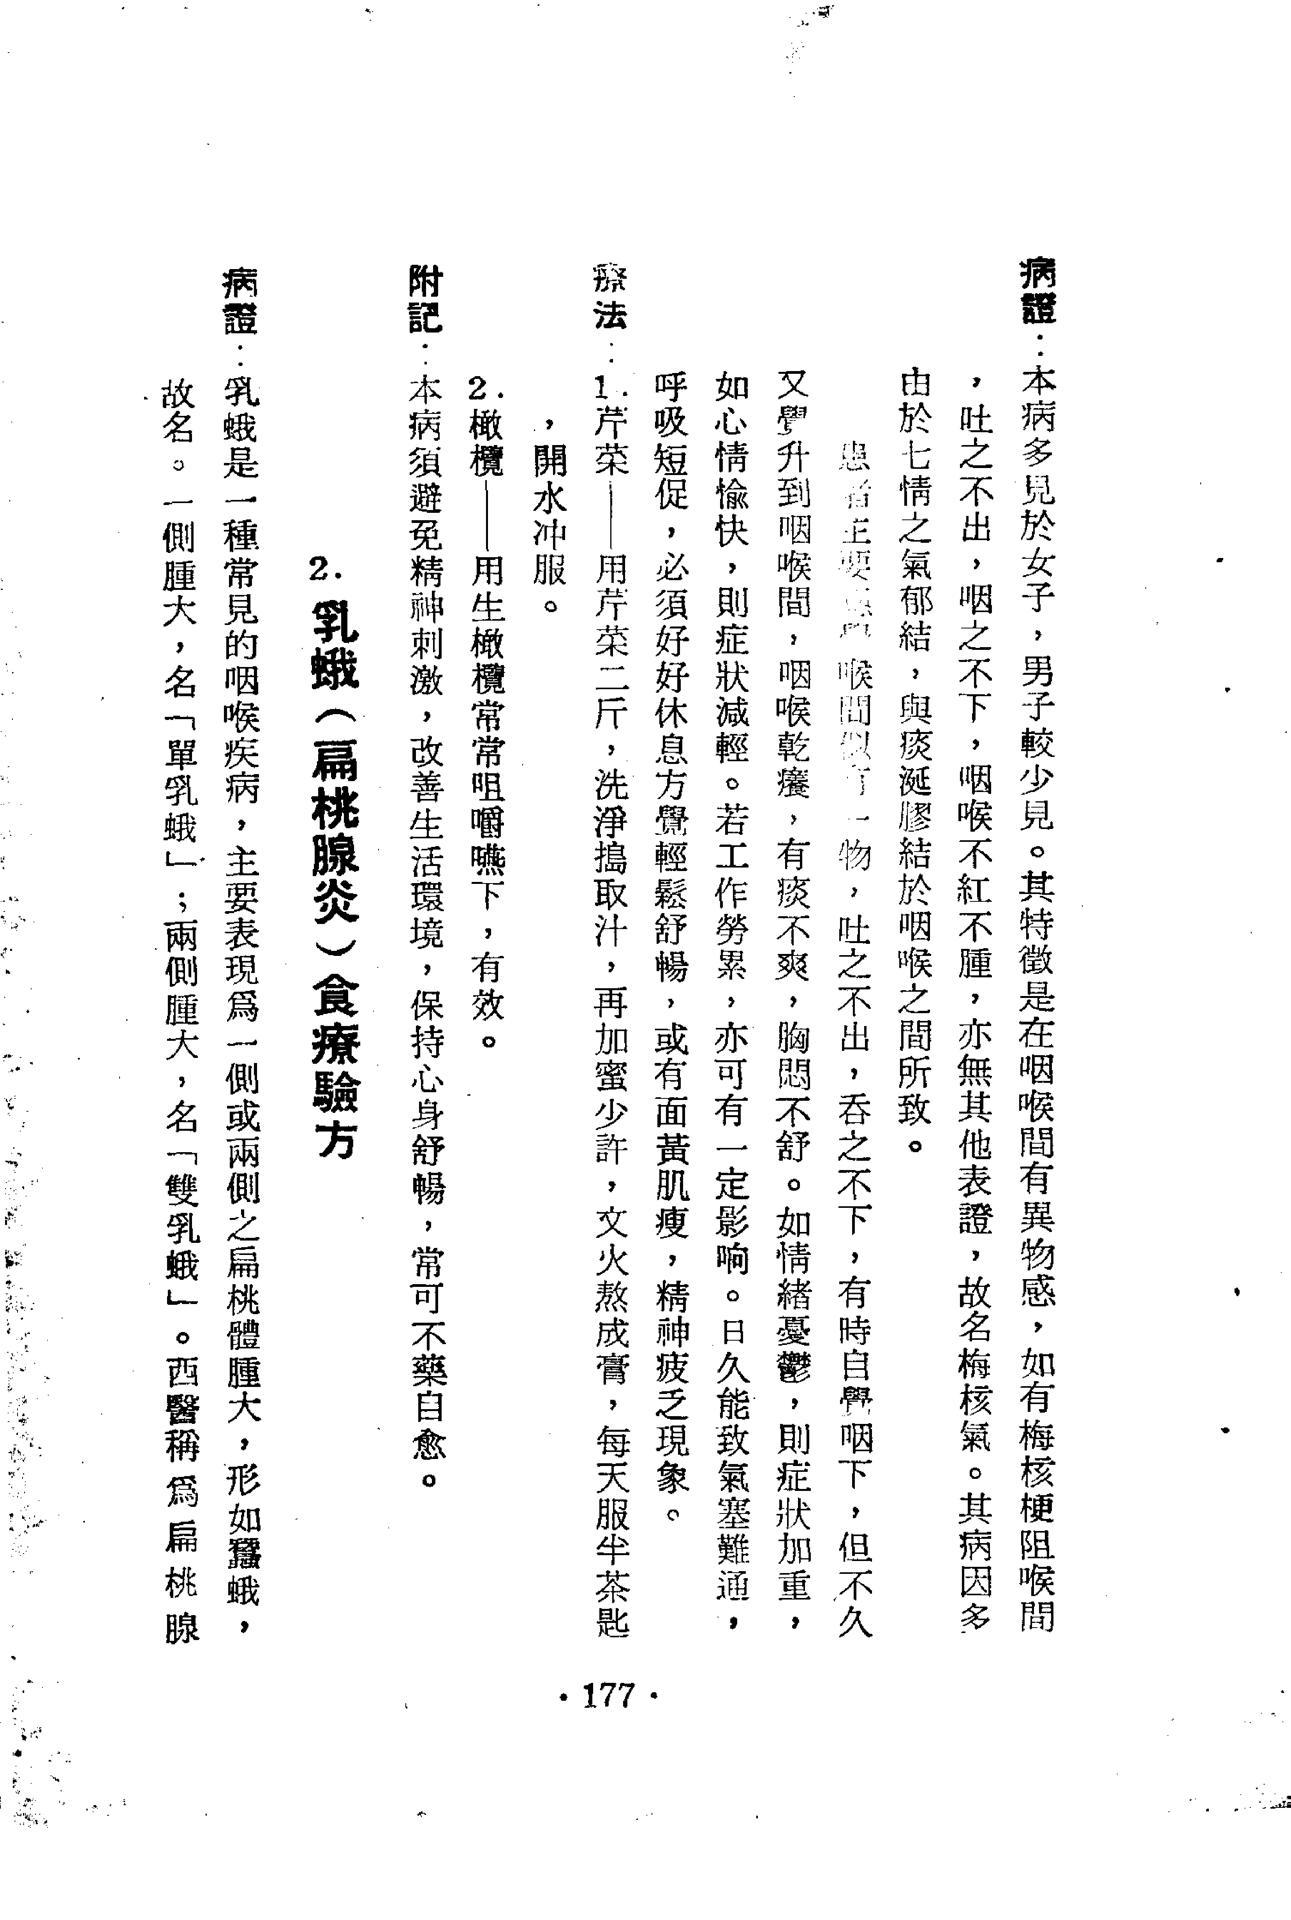 病證：本病多見於女子，男子較少見。其特徵是在咽喉間有異物感，如有梅核梗阻喉間
，吐之不出，咽之不下，咽喉不紅不腫，亦無其他表證，故名梅核氣。其病因多
由於七情之氣郁結，與痰涎膠結於咽喉之間所致。
患者主要喉間似有一物，吐之不出，吞之不下，有時自覺咽下，但不久
又覺升到咽喉間，咽喉乾癢，有痰不爽，胸悶不舒。如情緒憂鬱，則症狀加重，
如心情愉快，則症狀減輕。若工作勞累，亦可有一定影响。日久能致氣塞難通，
呼吸短促，必須好好休息方覺輕鬆舒暢，或有面黃肌瘦，精神疲乏現象。
療法：1.芹菜——用芹菜二斤，洗淨搗取汁，再加蜜少許，文火熬成膏，每天服半茶匙
，開水冲服。
2.橄欖——用生橄欖常常咀嚼嚥下，有效。
附記：本病須避免精神刺激，改善生活環境，保持心身舒暢，常可不藥自愈。
2.乳蛾（扁桃腺炎）食療驗方
病證：乳蛾是一種常見的咽喉疾病，主要表現爲一側或兩側之扁桃體腫大，形如蠶蛾，
故名。一側腫大，名「單乳蛾」；兩側腫大，名「雙乳蛾」。西醫稱爲扁桃腺
·177·